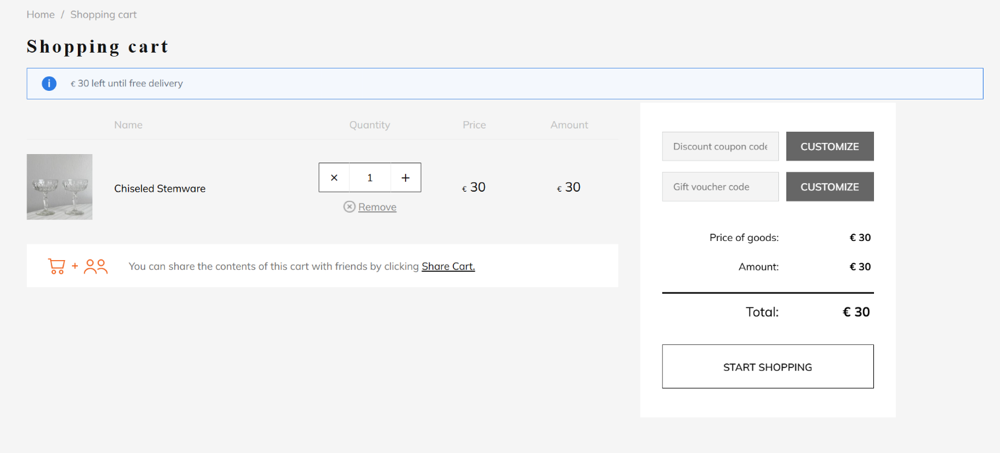 Home / Shopping cart
Shopping cart
€ 30 left until free delivery
Name Quantity Price Amount
Chiseled Stemware × 1 + € 30 € 30
Remove
You can share the contents of this cart with friends by clicking Share Cart.
Discount coupon code CUSTOMIZE
Gift voucher code CUSTOMIZE
Price of goods: € 30
Amount: € 30
Total: € 30
START SHOPPING